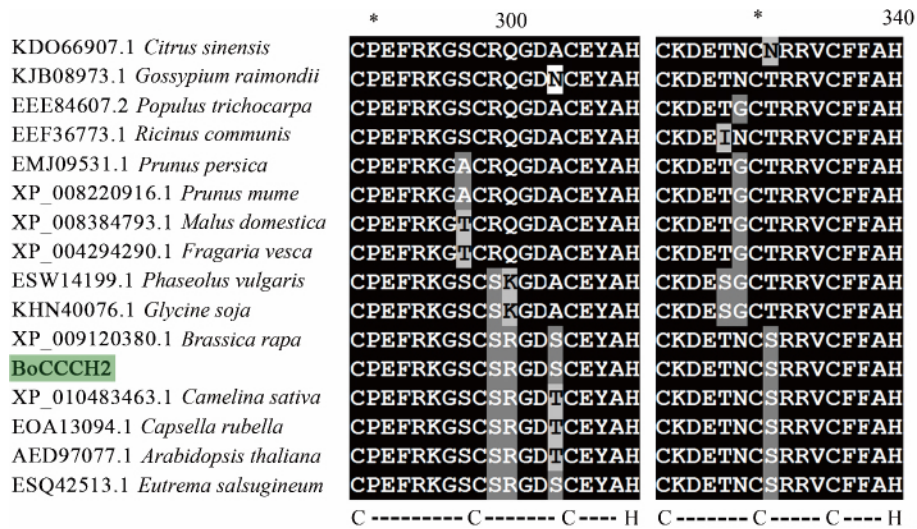 * 300 * 340
KDO66907.1 Citrus sinensis CPEFRKGSCRQGDACEYAH CKDETNCNRRVCFFAH
KJB08973.1 Gossypium raimondii CPEFRKGSCRQGDNCEYAH CKDETNCTRRVCFFAH
EEE84607.2 Populus trichocarpa CPEFRKGSCRQGDACEYAH CKDETGCTRRVCFFAH
EEF36773.1 Ricinus communis CPEFRKGSCRQGDACEYAH CKDEINCTRRVCFFAH
EMJ09531.1 Prunus persica CPEFRKGACRQGDACEYAH CKDETGCTRRVCFFAH
XP_008220916.1 Prunus mume CPEFRKGACRQGDACEYAH CKDETGCTRRVCFFAH
XP_008384793.1 Malus domestica CPEFRKGTCRQGDACEYAH CKDETGCTRRVCFFAH
XP_004294290.1 Fragaria vesca CPEFRKGTCRQGDACEYAH CKDETGCTRRVCFFAH
ESW14199.1 Phaseolus vulgaris CPEFRKGSCSKGDACEYAH CKDESGCTRRVCFFAH
KHN40076.1 Glycine soja CPEFRKGSCSKGDACEYAH CKDESGCTRRVCFFAH
XP_009120380.1 Brassica rapa CPEFRKGSCSRGDSCEYAH CKDETNCSRRVCFFAH
BoCCCH2 CPEFRKGSCSRGDSCEYAH CKDETNCSRRVCFFAH
XP_010483463.1 Camelina sativa CPEFRKGSCSRGDTCEYAH CKDETNCSRRVCFFAH
EOA13094.1 Capsella rubella CPEFRKGSCSRGDTCEYAH CKDETNCSRRVCFFAH
AED97077.1 Arabidopsis thaliana CPEFRKGSCSRGDTCEYAH CKDETNCSRRVCFFAH
ESQ42513.1 Eutrema salsugineum CPEFRKGSCSRGDSCEYAH CKDETNCSRRVCFFAH
C -------- C ------- C ---- H C ------- C ----- C ---- H